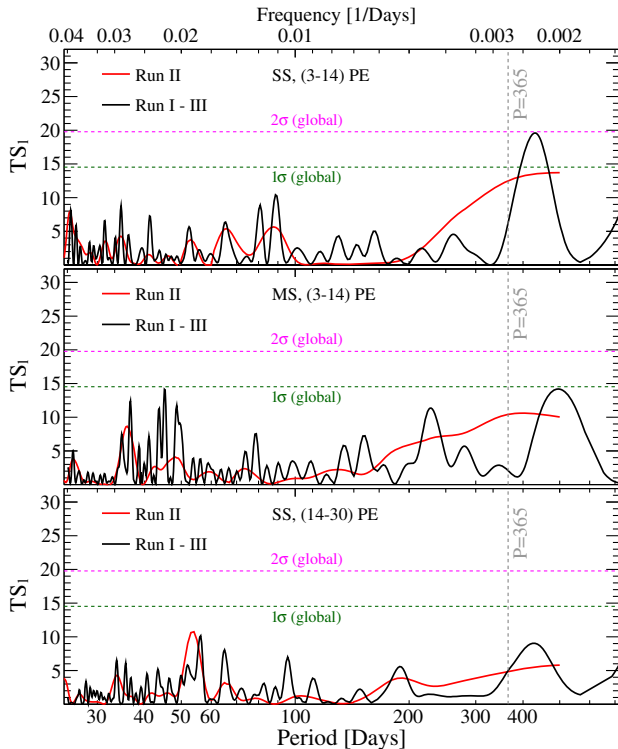 Frequency [1/Days]
0.04 0.03 0.02 0.01 0.003 0.002
TS1
30
25
20
15
10
5
0
Run II
Run I - III
SS, (3-14) PE
2σ (global)
1σ (global)
P=365
TS1
30
25
20
15
10
5
0
Run II
Run I - III
MS, (3-14) PE
2σ (global)
1σ (global)
P=365
TS1
30
25
20
15
10
5
0
Run II
Run I - III
SS, (14-30) PE
2σ (global)
1σ (global)
P=365
30 40 50 60 100 200 300 400
Period [Days]